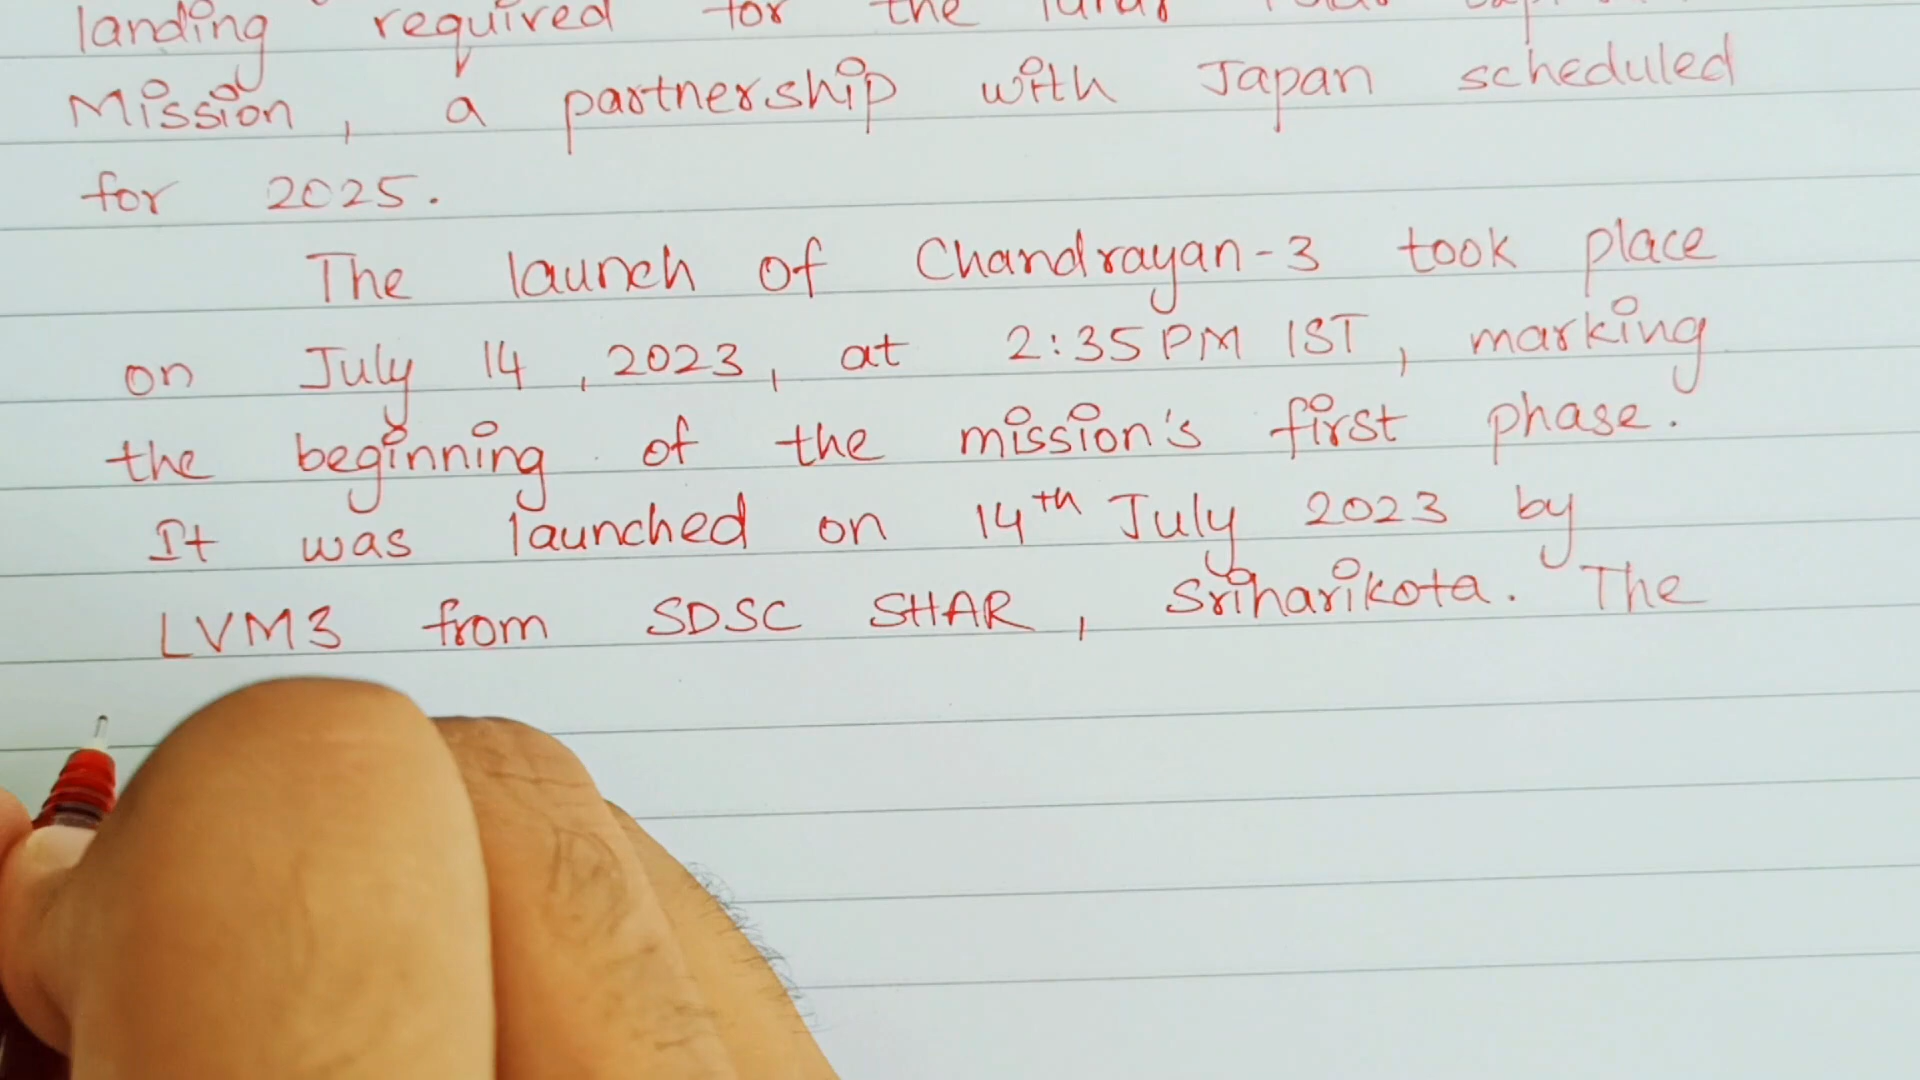 landing required for the lunar
Mission, a partnership with Japan scheduled
for 2025.
The launch of Chandrayan-3 took place
on July 14, 2023, at 2:35 PM IST, marking
the beginning of the mission's first phase.
It was launched on 14th July 2023 by
LVM3 from SDSC SHAR, Sriharikota. The